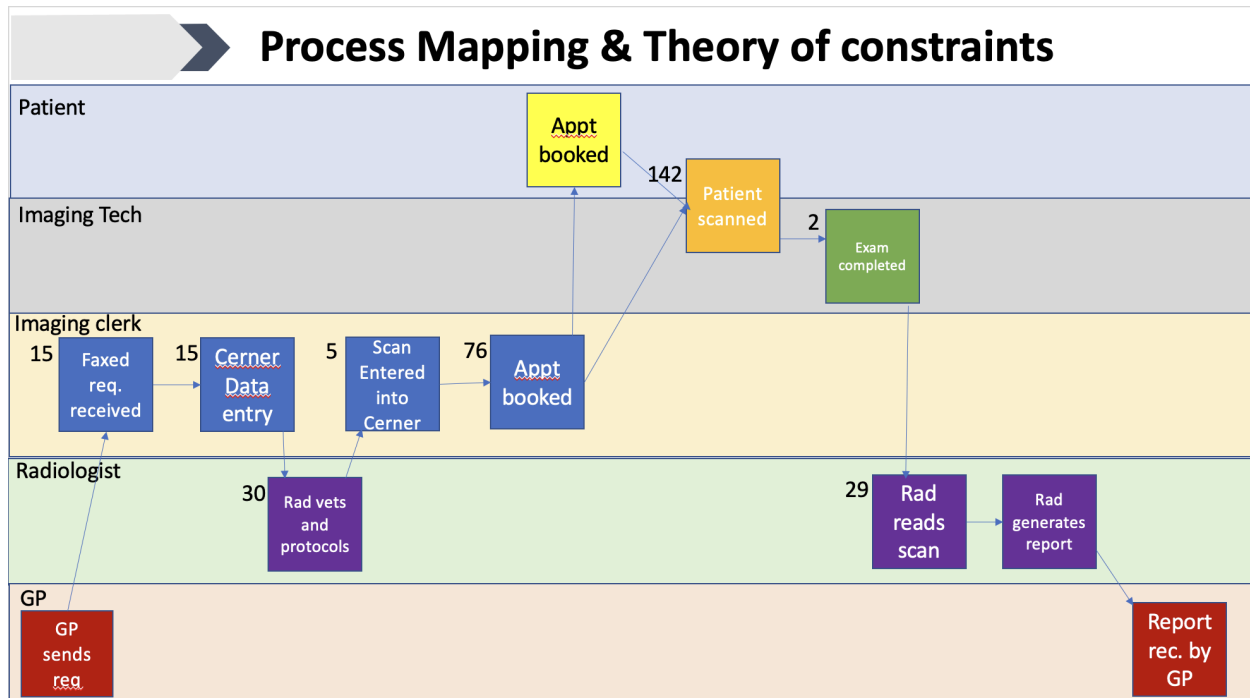 Process Mapping & Theory of constraints
Patient
Appt
booked
142
Patient
scanned
Imaging Tech
2
Exam
completed
Imaging clerk
15
Faxed
req.
received
15
Cerner
Data
entry
5
Scan
Entered
into
Cerner
76
Appt
booked
Radiologist
30
Rad vets
and
protocols
29
Rad
reads
scan
Rad
generates
report
GP
GP
sends
req
Report
rec. by
GP